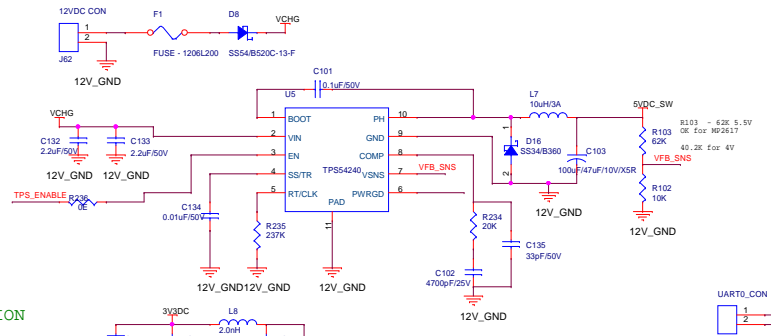 12VDC CON
1
2
J62
12V_GND
F1
FUSE - 1206L200
D8
SS54/B520C-13-F
VCHG
C101
0.1uF/50V
U5
1 BOOT
2 VIN
3 EN
4 SS/TR
5 RT/CLK
PH 10
GND 9
COMP 8
VSNS 7
PWRGD 6
TPS54240
PAD
11
VCHG
C132
2.2uF/50V
C133
2.2uF/50V
12V_GND
12V_GND
TPS_ENABLE
R236
0E
C134
0.01uF/50V
R235
237K
12V_GND
12V_GND
12V_GND
L7
10uH/3A
D16
SS34/B360
1
2
C103
100uF/47uF/10V/X5R
12V_GND
5VDC_SW
R103
62K
VFB_SNS
R102
10K
12V_GND
R103 - 62K 5.5V
OK for MP2617
40.2K for 4V
VFB_SNS
R234
20K
C135
33pF/50V
C102
4700pF/25V
12V_GND
ION
3V3DC
L8
2.0nH
UART0_CON
1
2